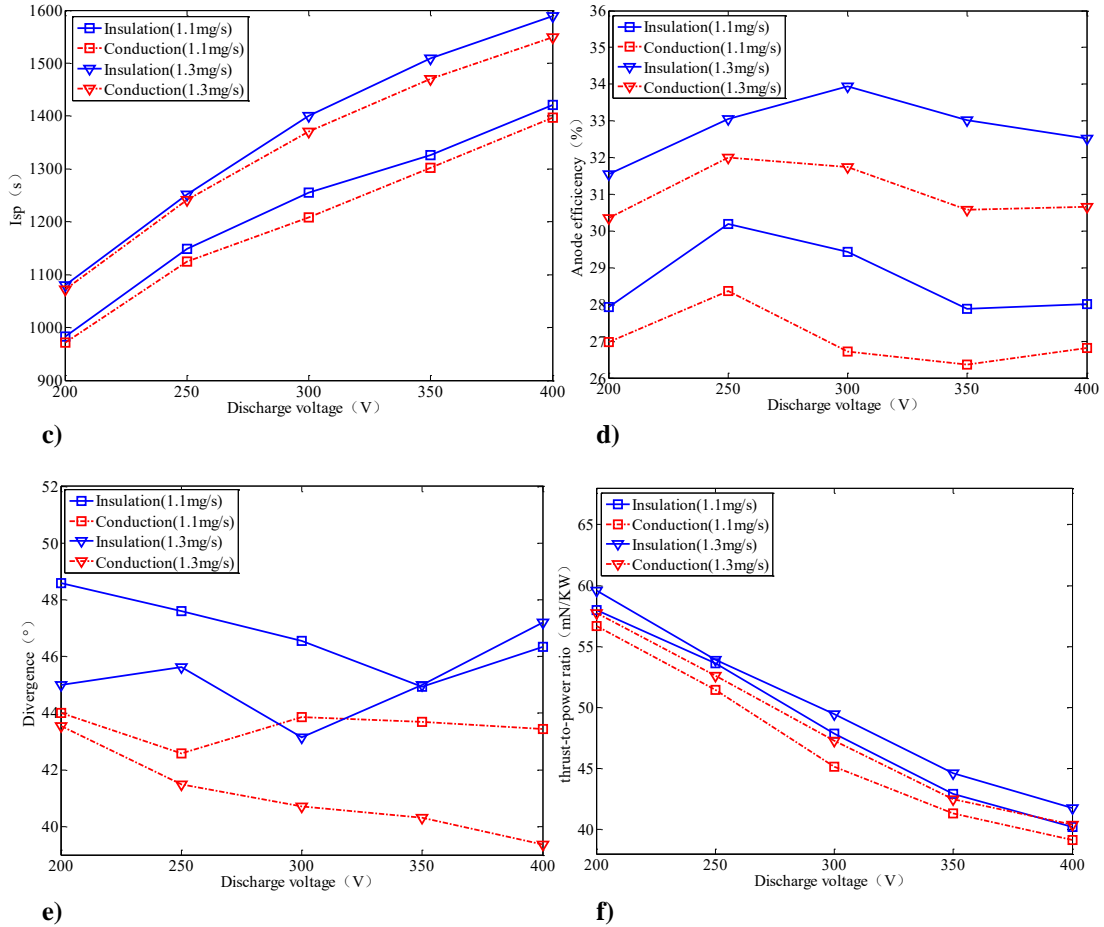 1600
1500
1400
1300
1200
1100
1000
900
Isp（s）
Insulation(1.1mg/s)
Conduction(1.1mg/s)
Insulation(1.3mg/s)
Conduction(1.3mg/s)
200 250 300 350 400
Discharge voltage（V）
c)
36
35
34
33
32
31
30
29
28
27
26
Anode efficiency（%）
Insulation(1.1mg/s)
Conduction(1.1mg/s)
Insulation(1.3mg/s)
Conduction(1.3mg/s)
200 250 300 350 400
Discharge voltage（V）
d)
52
50
48
46
44
42
40
Divergence（°）
Insulation(1.1mg/s)
Conduction(1.1mg/s)
Insulation(1.3mg/s)
Conduction(1.3mg/s)
200 250 300 350 400
Discharge voltage（V）
e)
65
60
55
50
45
40
thrust-to-power ratio（mN/KW）
Insulation(1.1mg/s)
Conduction(1.1mg/s)
Insulation(1.3mg/s)
Conduction(1.3mg/s)
200 250 300 350 400
Discharge voltage（V）
f)